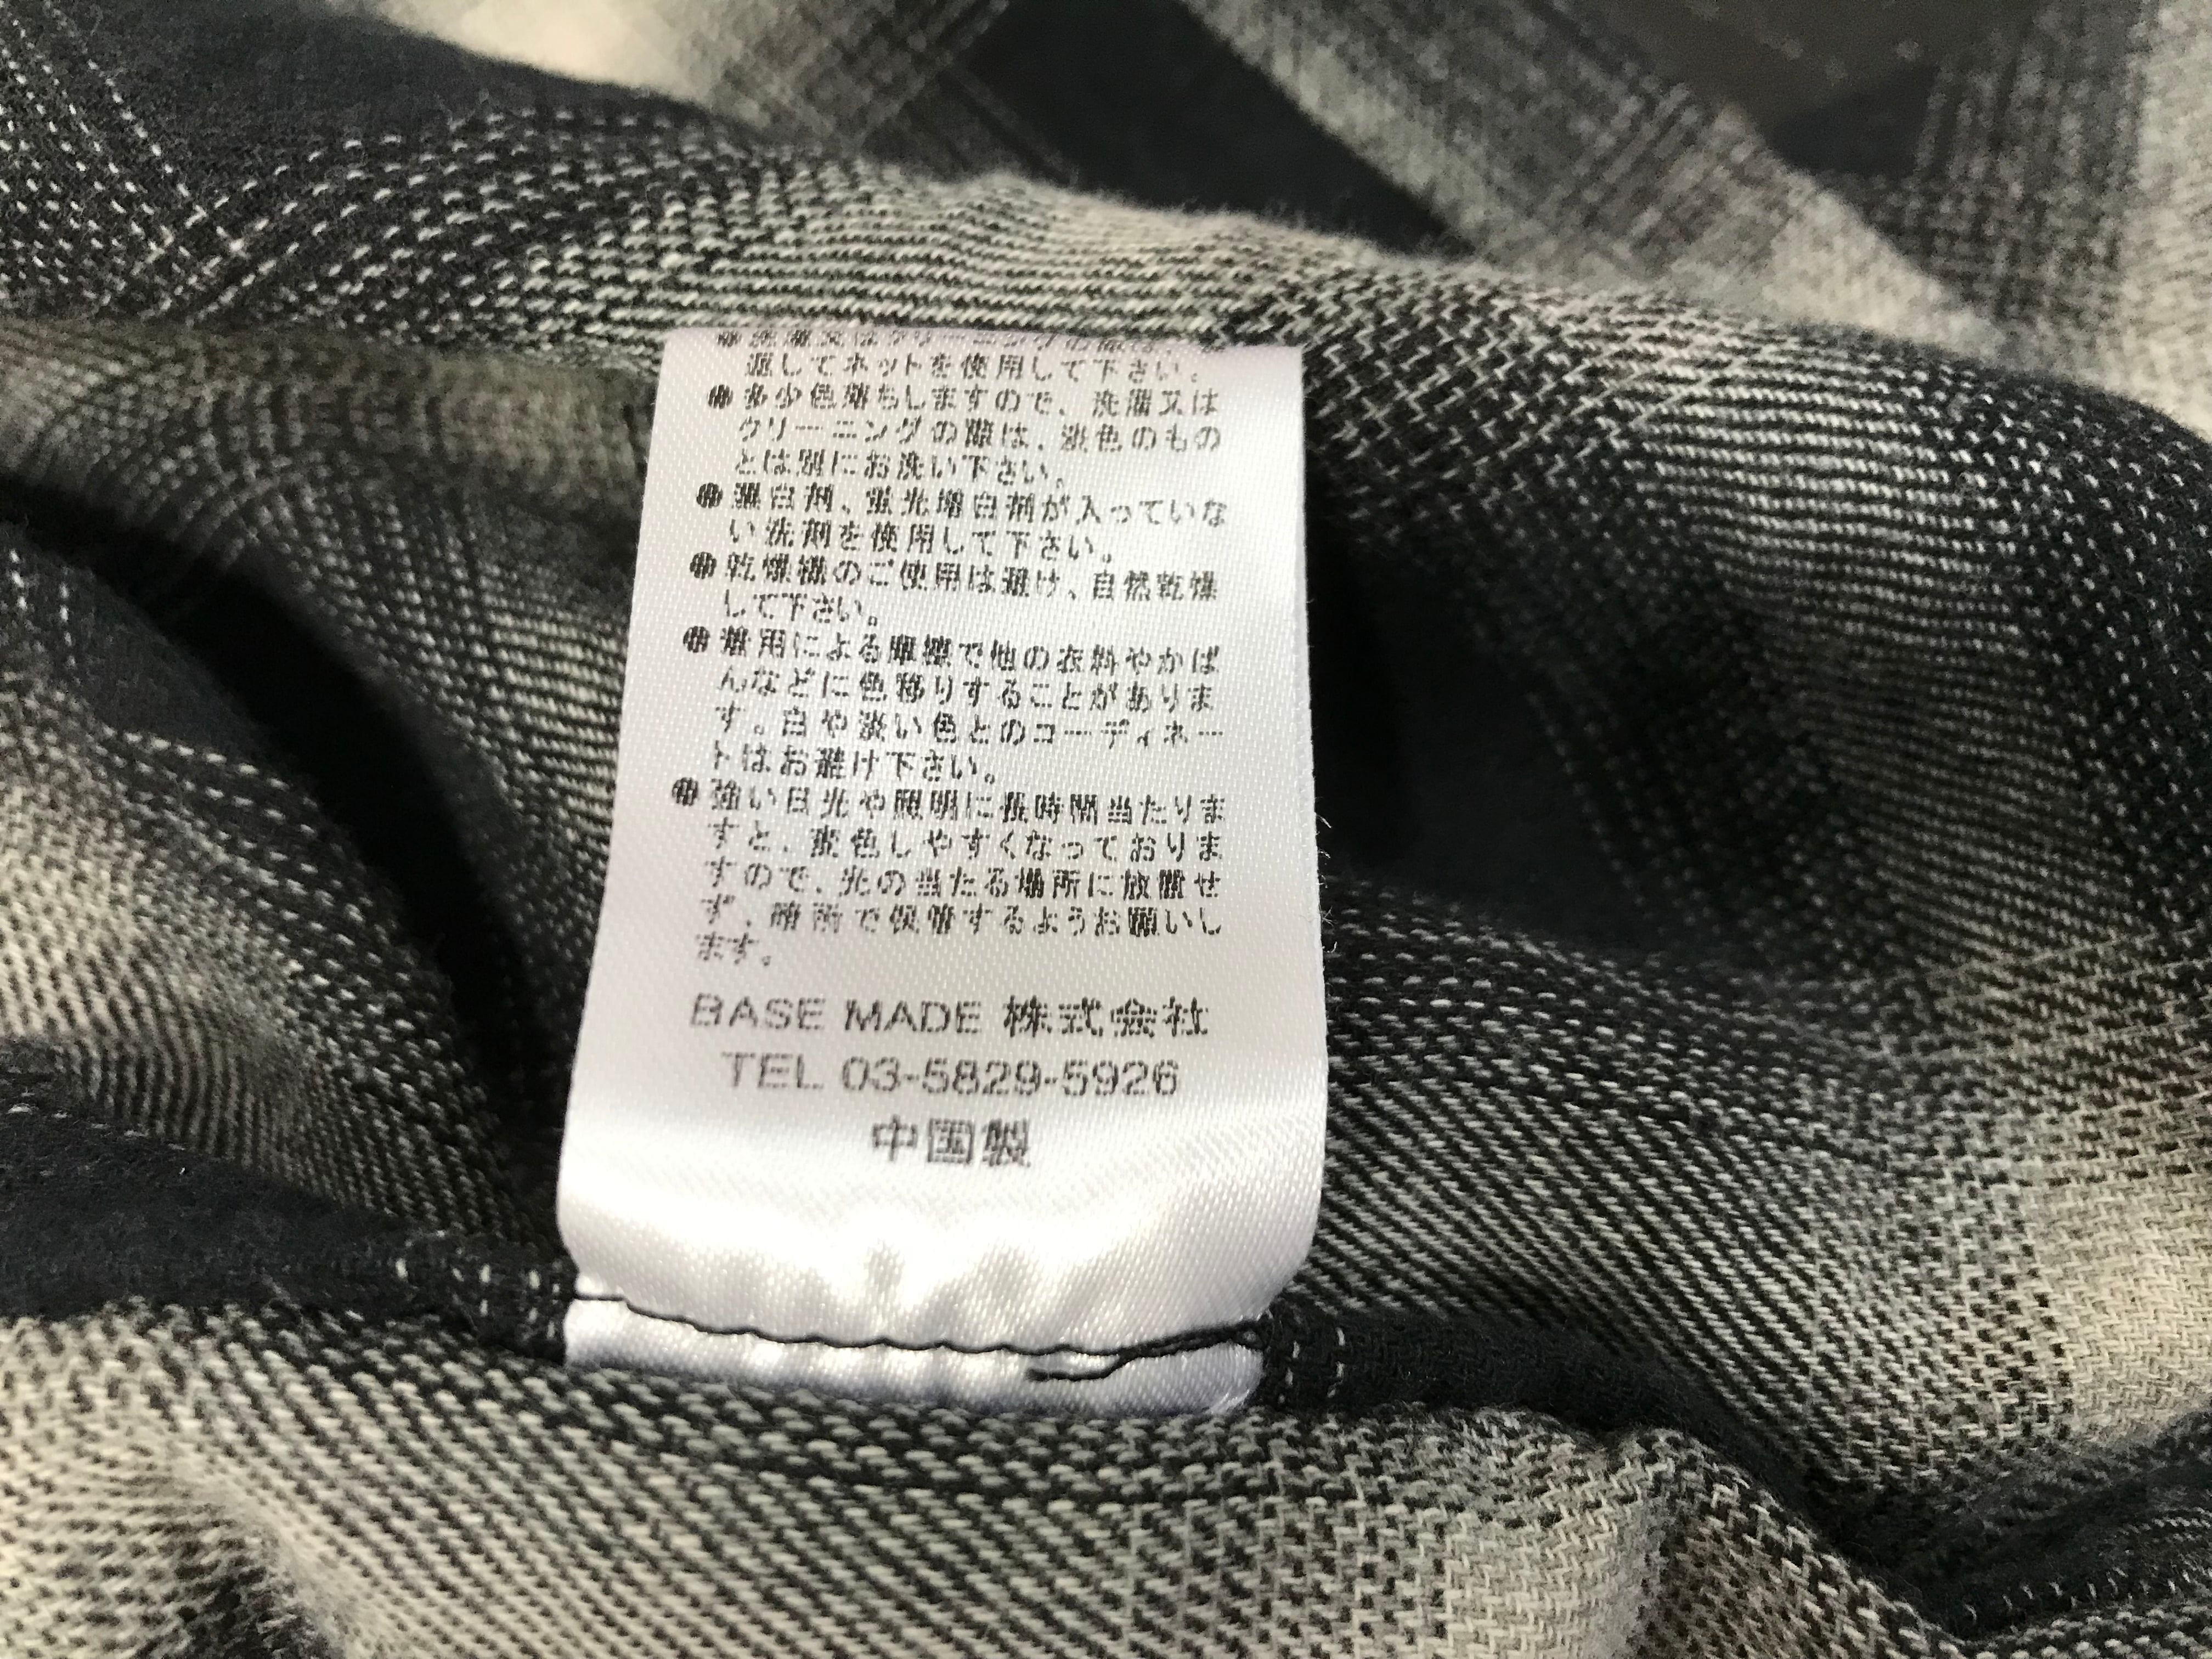 ●洗濯又はクリーニングの際は、裏
返してネットを使用して下さい。
●多少色落ちしますので、洗濯又は
クリーニングの際は、淡色のもの
とは別にお洗い下さい。
●漂白剤、蛍光増白剤が入っていな
い洗剤を使用して下さい。
●乾燥機のご使用は避け、自然乾燥
して下さい。
●着用による摩擦で他の衣料やかば
んなどに色移りすることがありま
す。白や淡い色とのコーディネー
トはお避け下さい。
●強い日光や照明に長時間当たりま
すと、変色しやすくなっておりま
すので、光の当たる場所に放置せ
ず、暗所で保管するようお願いし
ます。
BASE MADE 株式会社
TEL 03-5829-5926
中国製